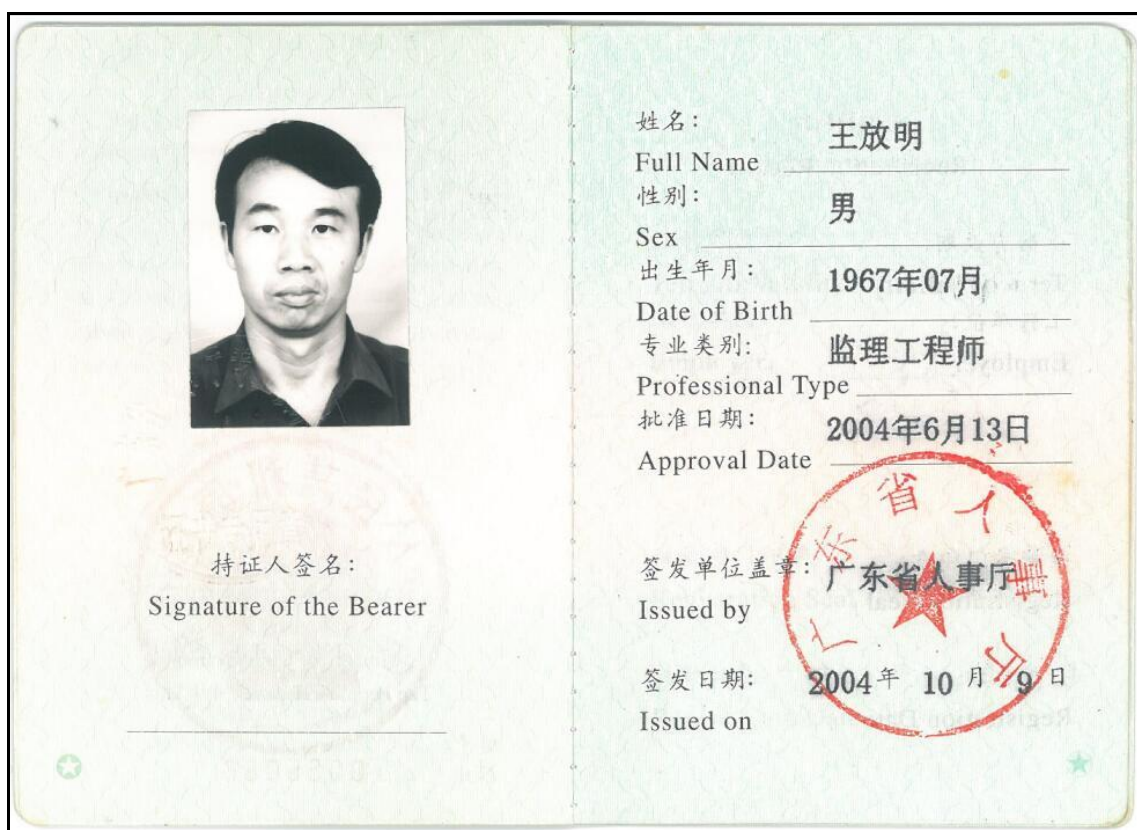 持证人签名：
Signature of the Bearer
姓名： 王放明
Full Name
性别： 男
Sex
出生年月： 1967年07月
Date of Birth
专业类别： 监理工程师
Professional Type
批准日期： 2004年6月13日
Approval Date
签发单位盖章： 广东省人事厅
Issued by
广东省人事厅
签发日期： 2004年 10月 9日
Issued on